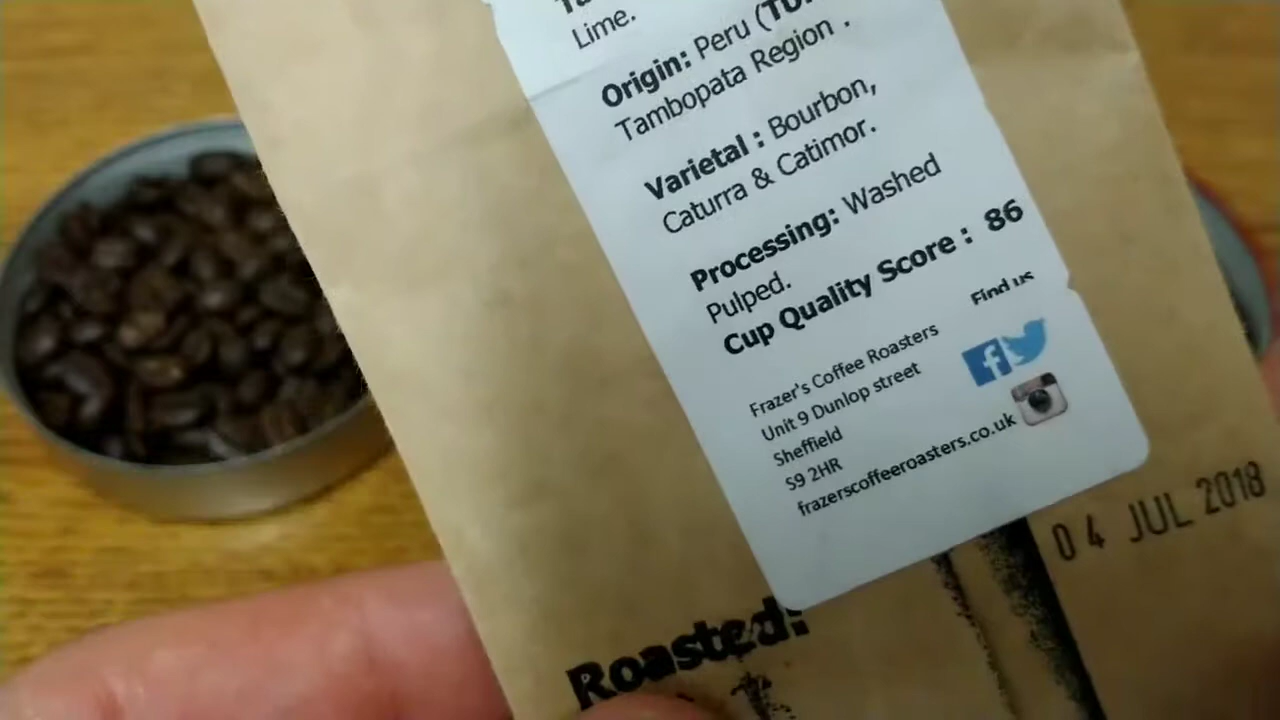 Lime.
Origin: Peru
Tambopata Region .
Varietal : Bourbon,
Caturra & Catimor.
Processing: Washed
Pulped.
Cup Quality Score : 86
Find us
Frazer's Coffee Roasters
Unit 9 Dunlop street
Sheffield
S9 2HR
frazerscoffeeroasters.co.uk
04 JUL 2018
Roasted: